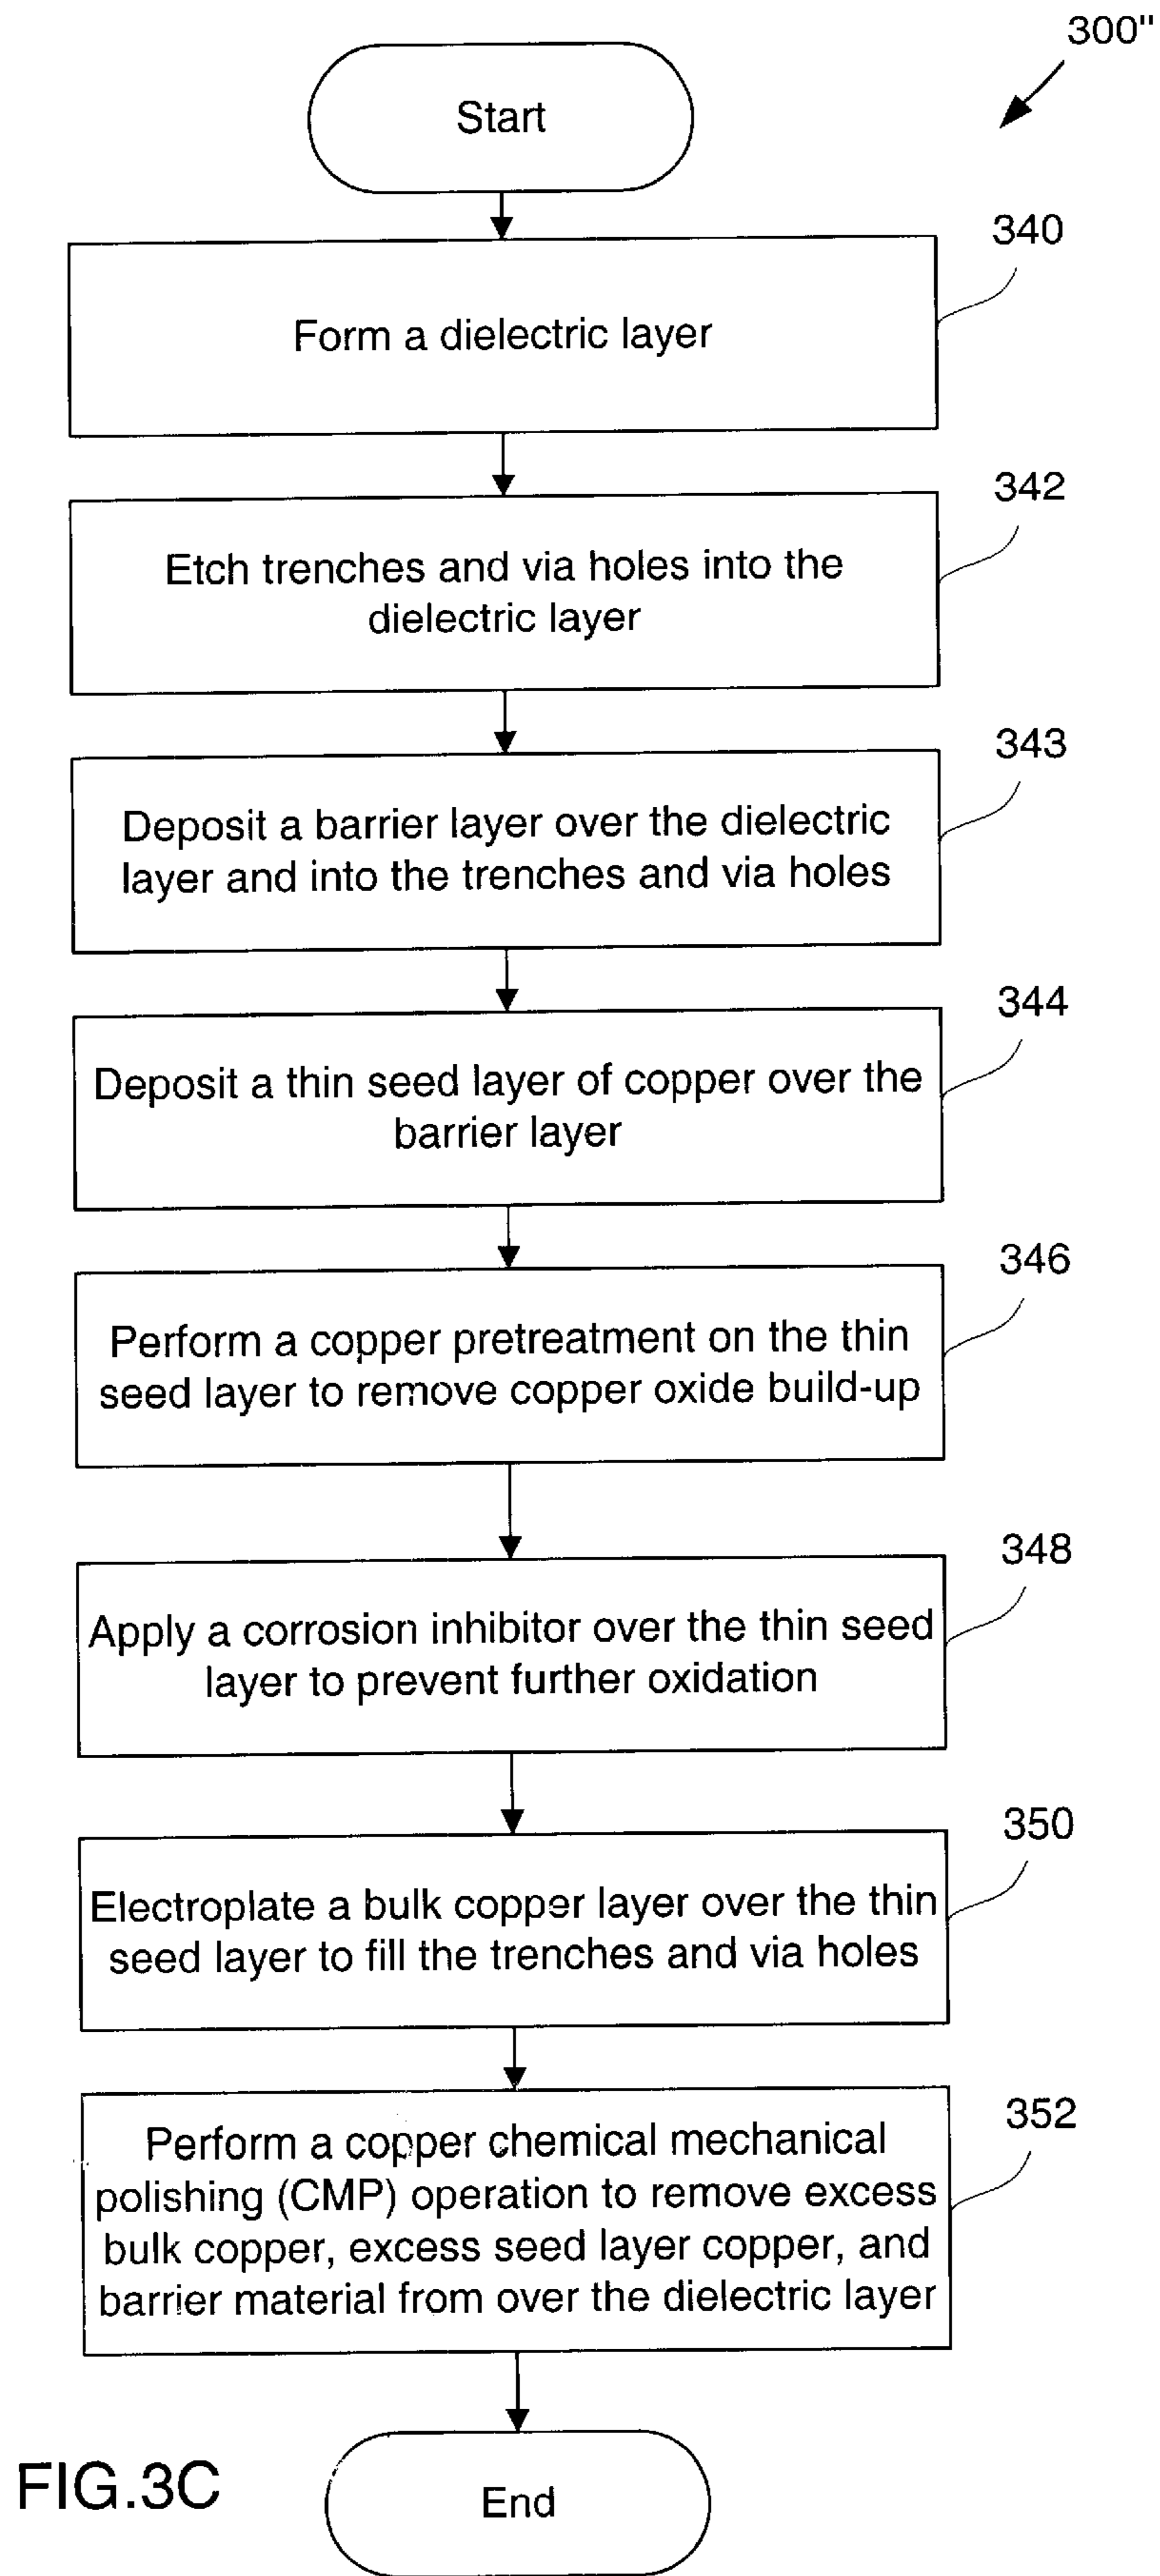 300"
Start
340
Form a dielectric layer
342
Etch trenches and via holes into the
dielectric layer
343
Deposit a barrier layer over the dielectric
layer and into the trenches and via holes
344
Deposit a thin seed layer of copper over the
barrier layer
346
Perform a copper pretreatment on the thin
seed layer to remove copper oxide build-up
348
Apply a corrosion inhibitor over the thin seed
layer to prevent further oxidation
350
Electroplate a bulk copper layer over the thin
seed layer to fill the trenches and via holes
352
Perform a copper chemical mechanical
polishing (CMP) operation to remove excess
bulk copper, excess seed layer copper, and
barrier material from over the dielectric layer
End
FIG.3C